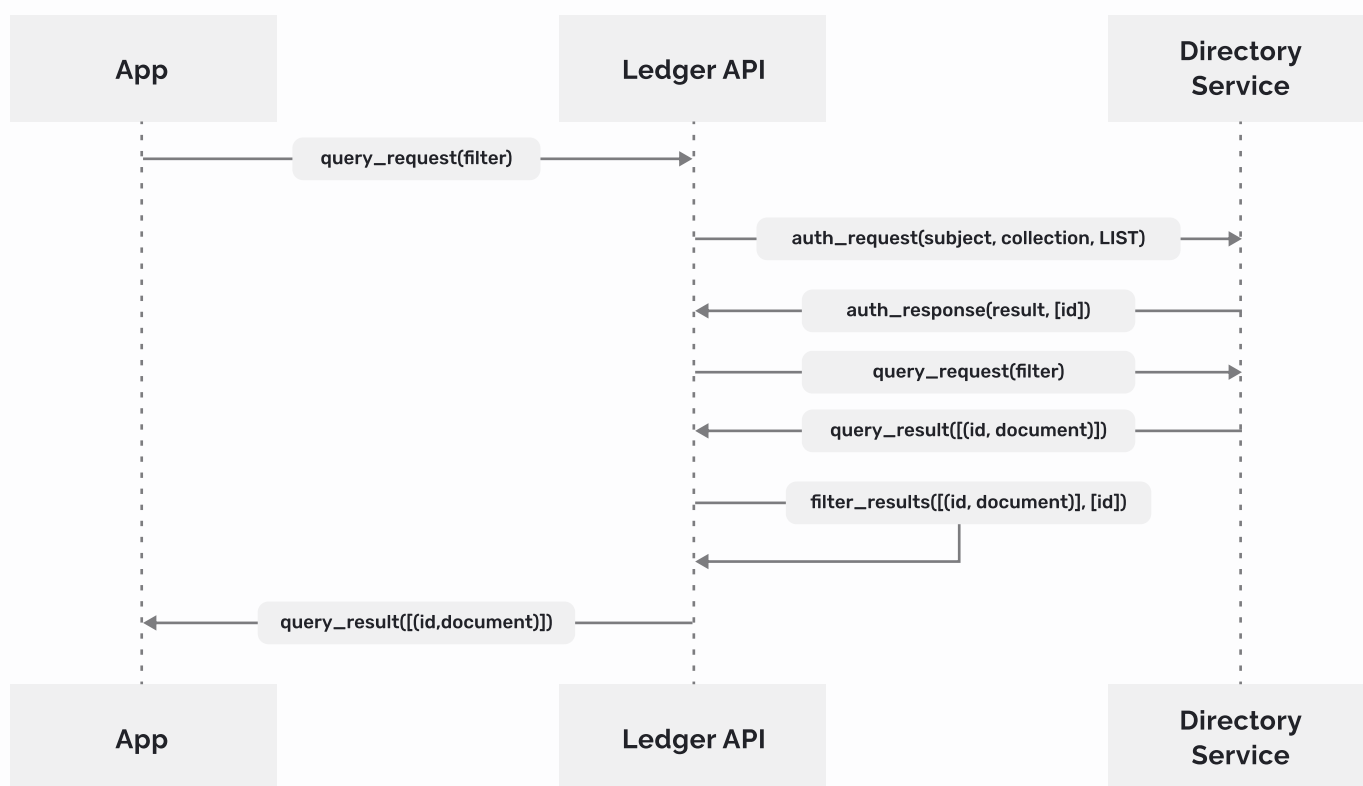 App
Ledger API
Directory
Service
query_request(filter)
auth_request(subject, collection, LIST)
auth_response(result, [id])
query_request(filter)
query_result([(id, document)])
filter_results([(id, document)], [id])
query_result([(id,document)])
App
Ledger API
Directory
Service